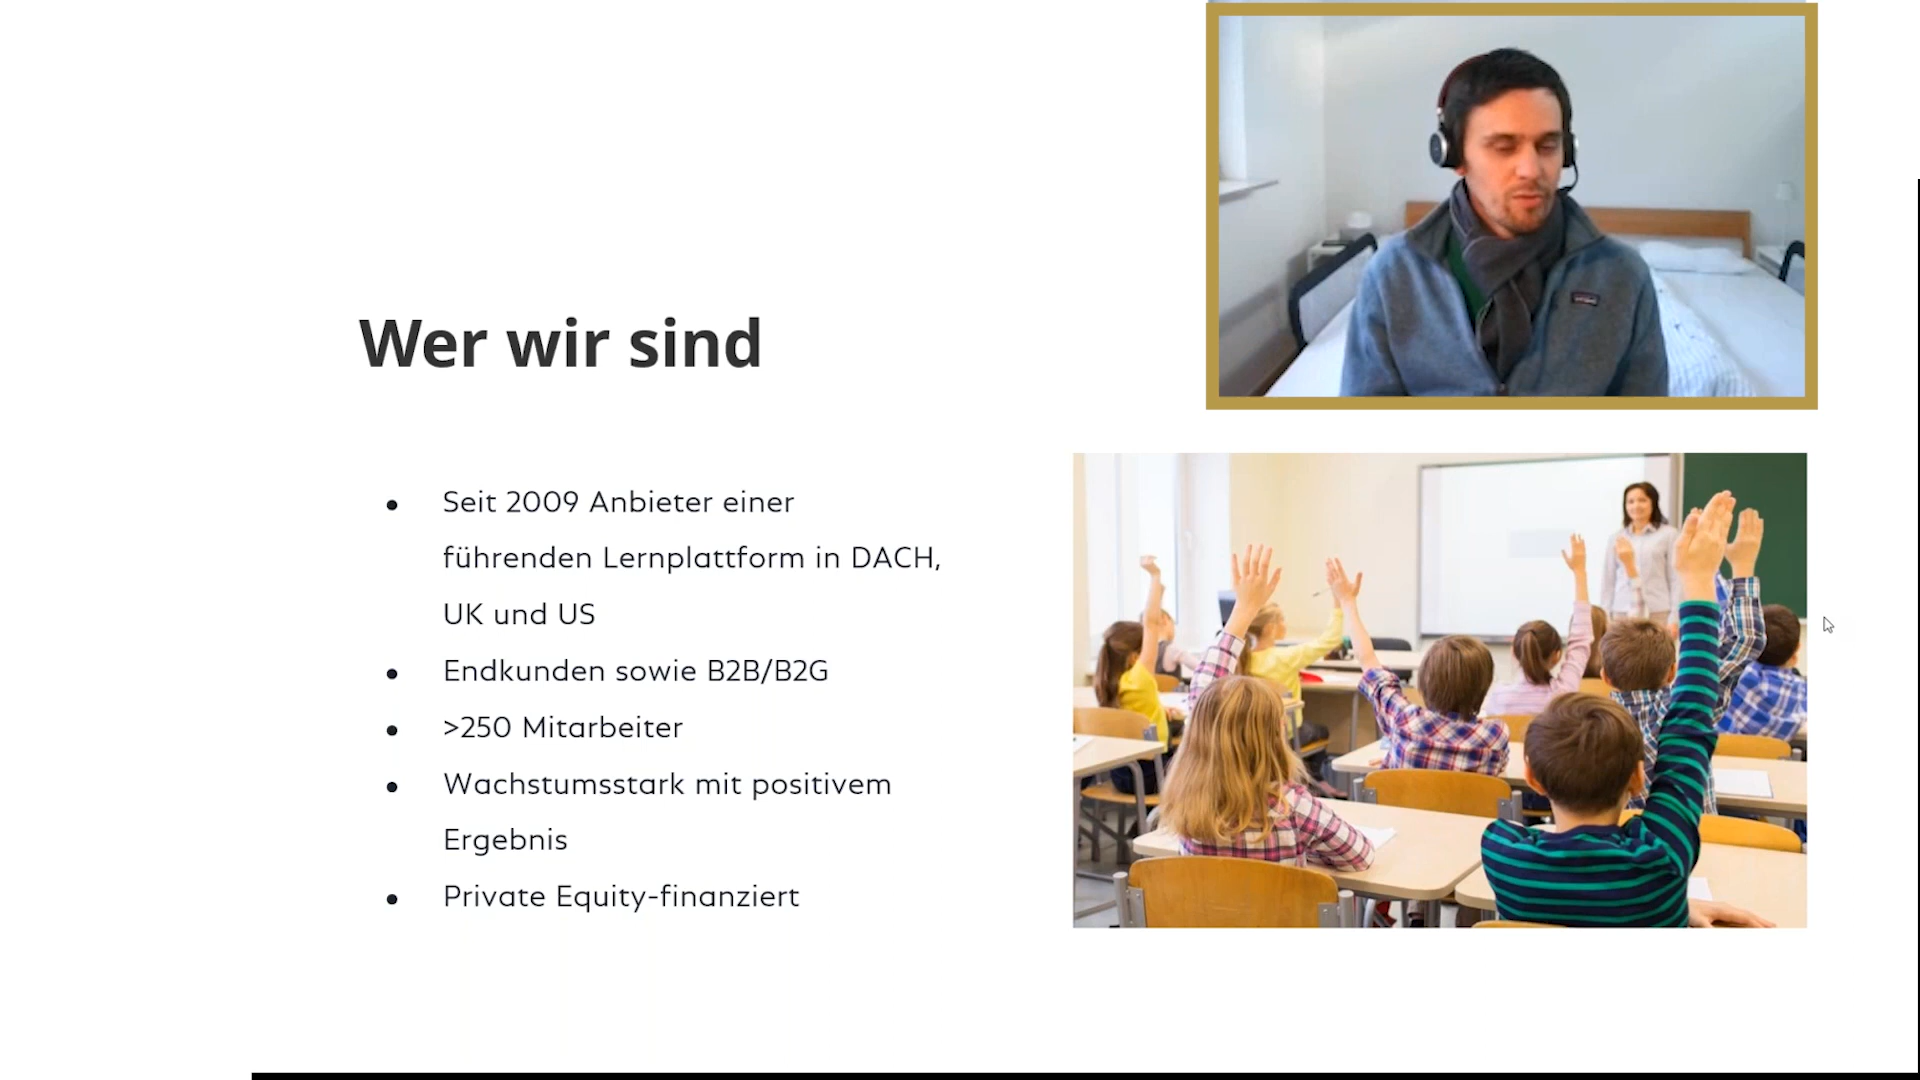 Wer wir sind
• Seit 2009 Anbieter einer
führenden Lernplattform in DACH,
UK und US
• Endkunden sowie B2B/B2G
• >250 Mitarbeiter
• Wachstumsstark mit positivem
Ergebnis
• Private Equity-finanziert